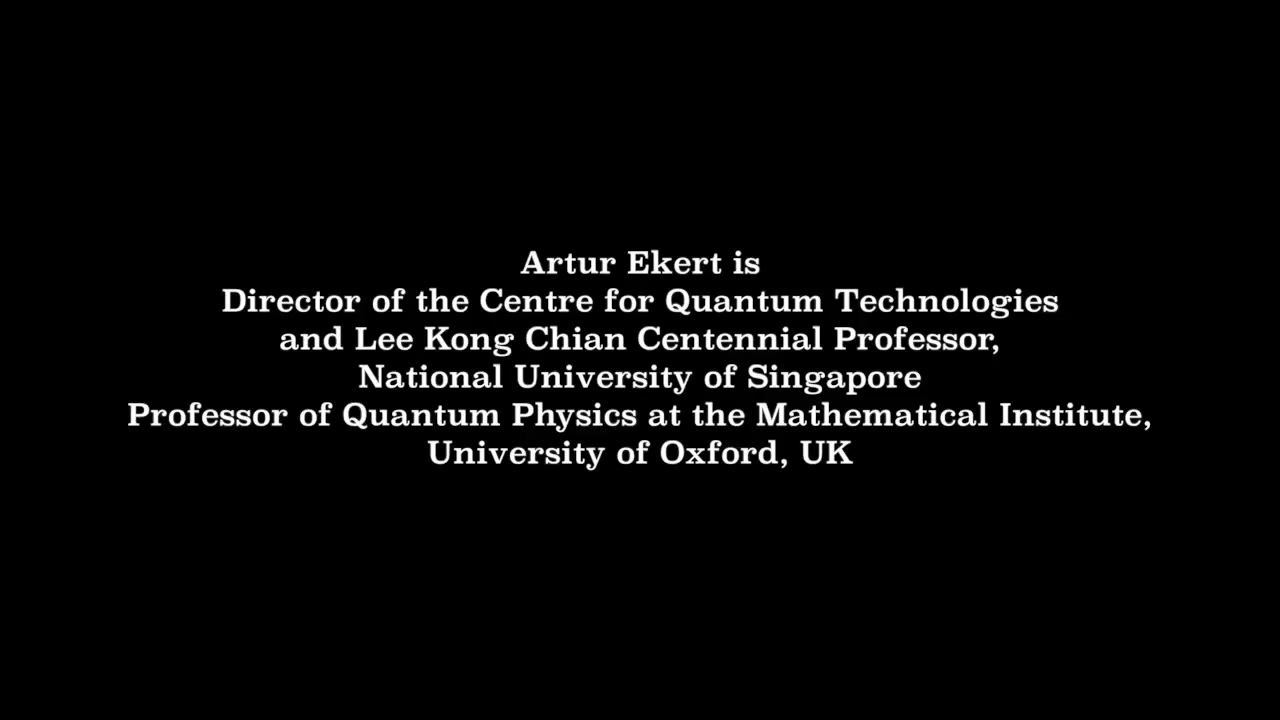 Artur Ekert is
Director of the Centre for Quantum Technologies
and Lee Kong Chian Centennial Professor,
National University of Singapore
Professor of Quantum Physics at the Mathematical Institute,
University of Oxford, UK